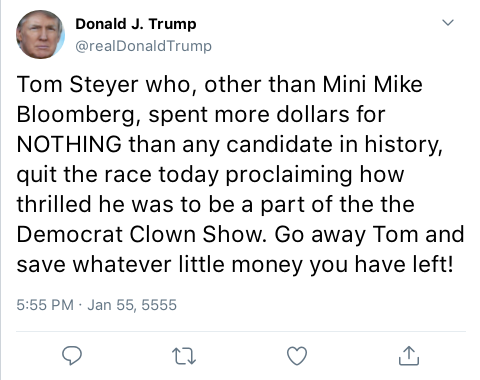 Donald J. Trump
@realDonaldTrump
Tom Steyer who, other than Mini Mike
Bloomberg, spent more dollars for
NOTHING than any candidate in history,
quit the race today proclaiming how
thrilled he was to be a part of the the
Democrat Clown Show. Go away Tom and
save whatever little money you have left!
5:55 PM · Jan 55, 5555